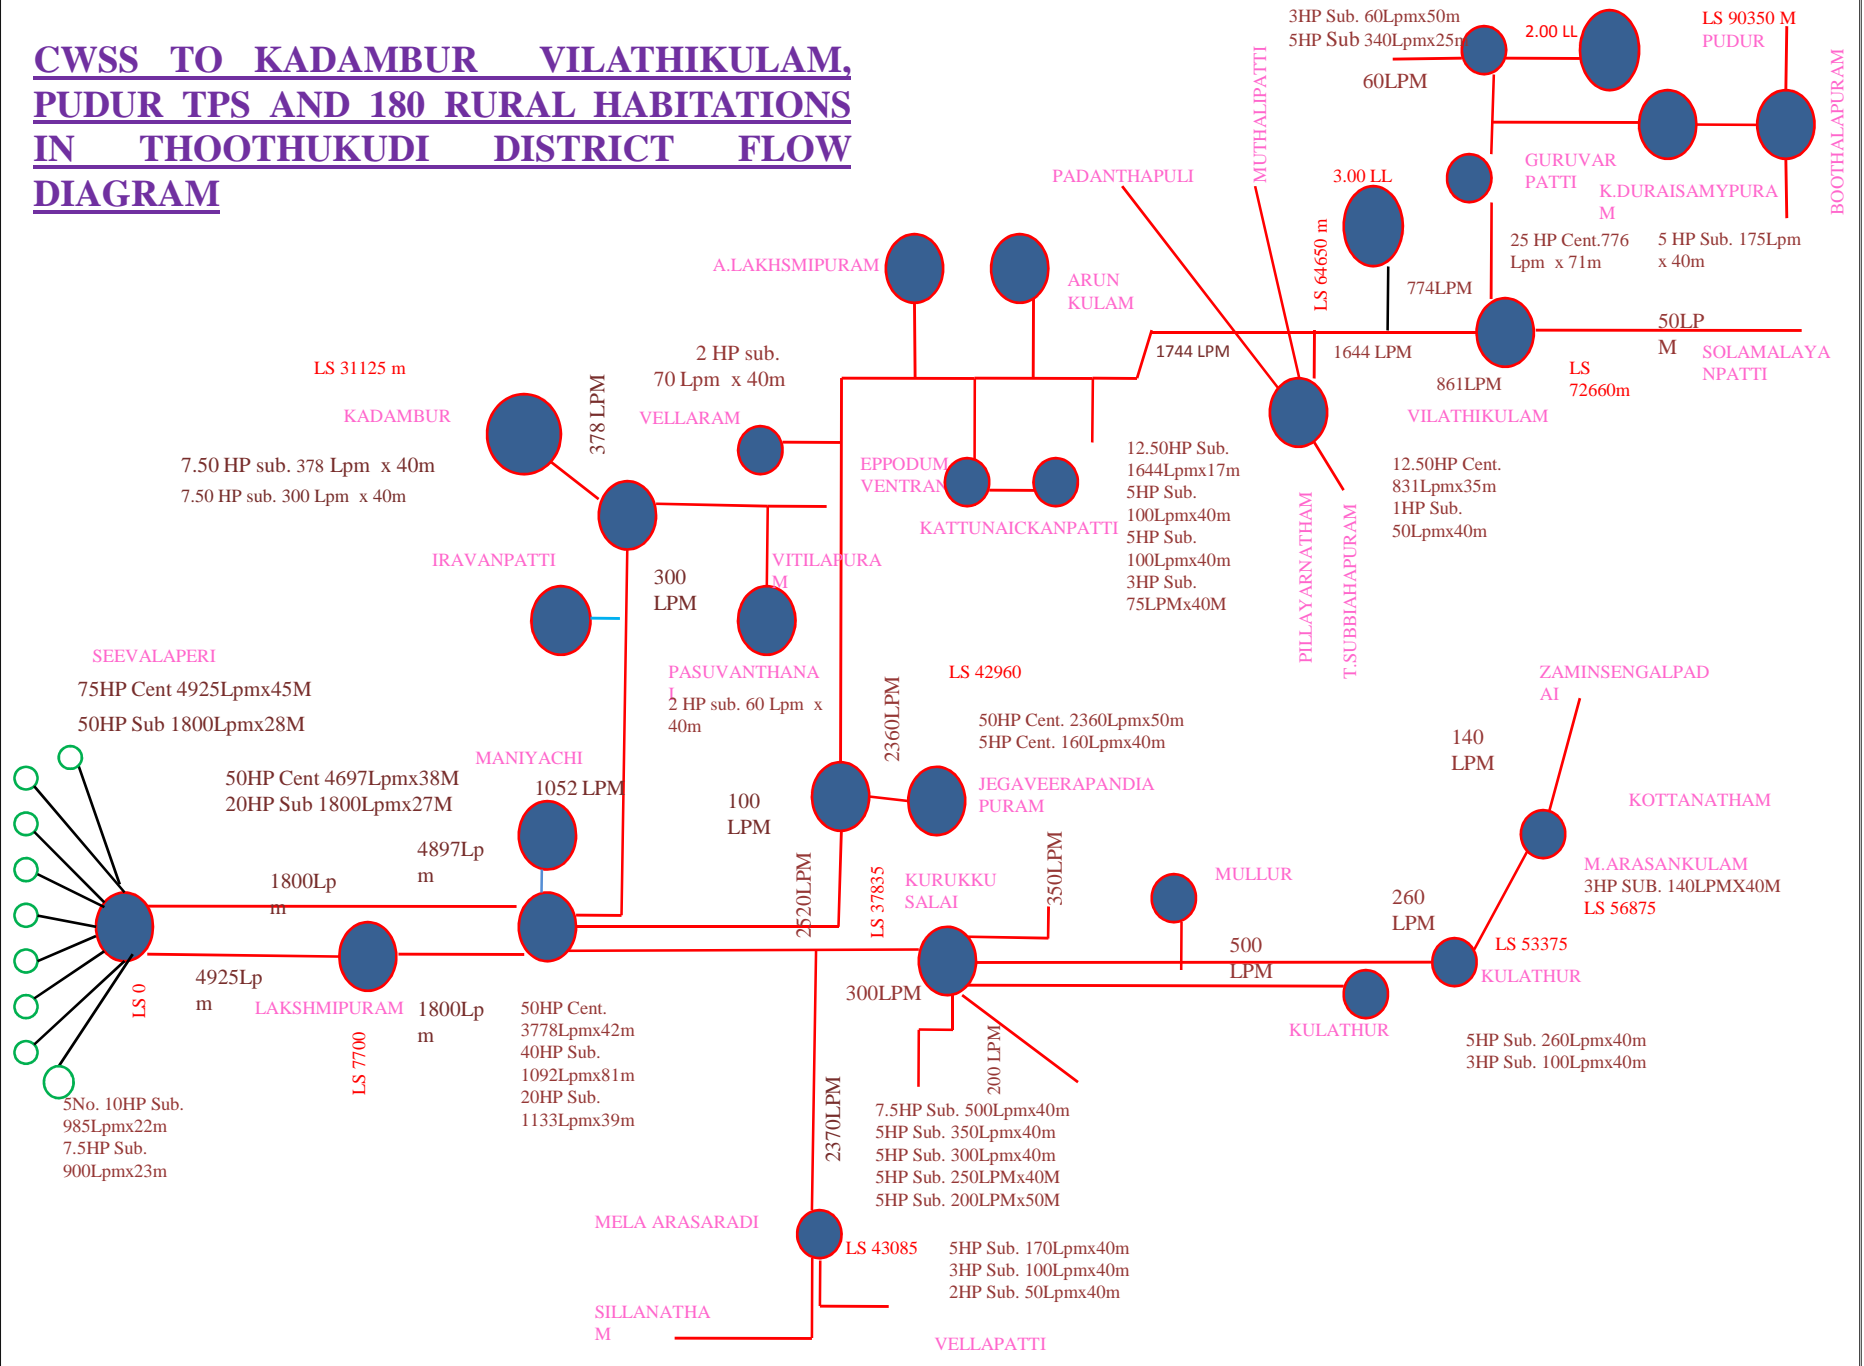 CWSS TO KADAMBUR VILATHIKULAM,
PUDUR TPS AND 180 RURAL HABITATIONS
IN THOOTHUKUDI DISTRICT FLOW
DIAGRAM
3HP Sub. 60Lpmx50m
5HP Sub 340Lpmx25m
2.00 LL
LS 90350 M
PUDUR
60LPM
BOOTHALAPURAM
MUTHALIPATTI
PADANTHAPULI
3.00 LL
GURUVAR
PATTI
K.DURAISAMYPURA
M
25 HP Cent.776
Lpm x 71m
5 HP Sub. 175Lpm
x 40m
LS 64650 m
A.LAKHSMIPURAM
ARUN
KULAM
774LPM
50LP
M
SOLAMALAYA
NPATTI
1744 LPM
1644 LPM
861LPM
LS
72660m
VILATHIKULAM
2 HP sub.
70 Lpm x 40m
LS 31125 m
KADAMBUR
378 LPM
VELLARAM
7.50 HP sub. 378 Lpm x 40m
7.50 HP sub. 300 Lpm x 40m
EPPODUM
VENTRAN
KATTUNAICKANPATTI
12.50HP Sub.
1644Lpmx17m
5HP Sub.
100Lpmx40m
5HP Sub.
100Lpmx40m
3HP Sub.
75LPMx40M
12.50HP Cent.
831Lpmx35m
1HP Sub.
50Lpmx40m
PILLAYARNATHAM
T.SUBBIAHAPURAM
IRAVANPATTI
300
LPM
VITILAPURA
M
PASUVANTHANA
I
2 HP sub. 60 Lpm x
40m
SEEVALAPERI
75HP Cent 4925Lpmx45M
50HP Sub 1800Lpmx28M
LS 42960
2360LPM
50HP Cent. 2360Lpmx50m
5HP Cent. 160Lpmx40m
ZAMINSENGALPAD
AI
140
LPM
MANIYACHI
50HP Cent 4697Lpmx38M
20HP Sub 1800Lpmx27M
1052 LPM
100
LPM
JEGAVEERAPANDIA
PURAM
KOTTANATHAM
4897Lp
m
1800Lp
m
2520LPM
LS 37835
KURUKKU
SALAI
350LPM
MULLUR
M.ARASANKULAM
3HP SUB. 140LPMX40M
LS 56875
260
LPM
500
LPM
LS 53375
KULATHUR
4925Lp
m
LS 0
LAKSHMIPURAM
1800Lp
m
LS 7700
50HP Cent.
3778Lpmx42m
40HP Sub.
1092Lpmx81m
20HP Sub.
1133Lpmx39m
300LPM
200 LPM
KULATHUR
5HP Sub. 260Lpmx40m
3HP Sub. 100Lpmx40m
5No. 10HP Sub.
985Lpmx22m
7.5HP Sub.
900Lpmx23m
2370LPM
7.5HP Sub. 500Lpmx40m
5HP Sub. 350Lpmx40m
5HP Sub. 300Lpmx40m
5HP Sub. 250LPMx40M
5HP Sub. 200LPMx50M
MELA ARASARADI
LS 43085
5HP Sub. 170Lpmx40m
3HP Sub. 100Lpmx40m
2HP Sub. 50Lpmx40m
SILLANATHA
M
VELLAPATTI